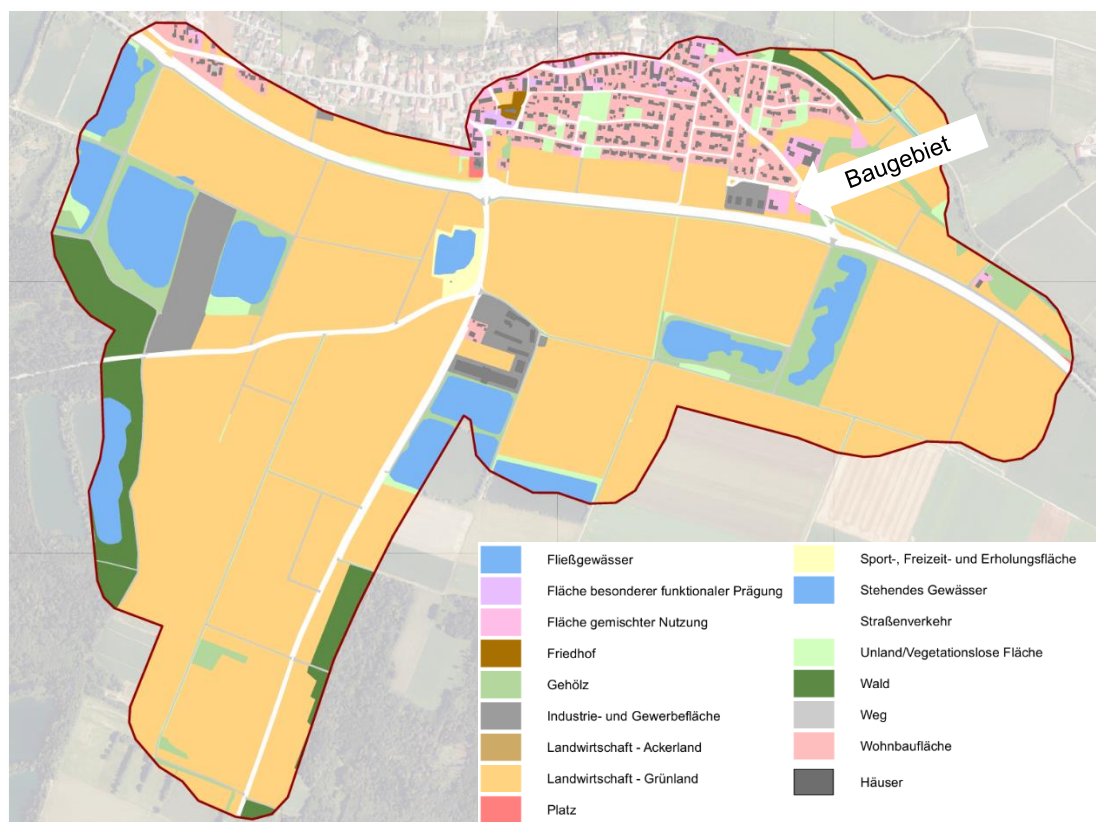 Baugebiet
Fließgewässer
Fläche besonderer funktionaler Prägung
Fläche gemischter Nutzung
Friedhof
Gehölz
Industrie- und Gewerbefläche
Landwirtschaft - Ackerland
Landwirtschaft - Grünland
Platz
Sport-, Freizeit- und Erholungsfläche
Stehendes Gewässer
Straßenverkehr
Unland/Vegetationslose Fläche
Wald
Weg
Wohnbaufläche
Häuser